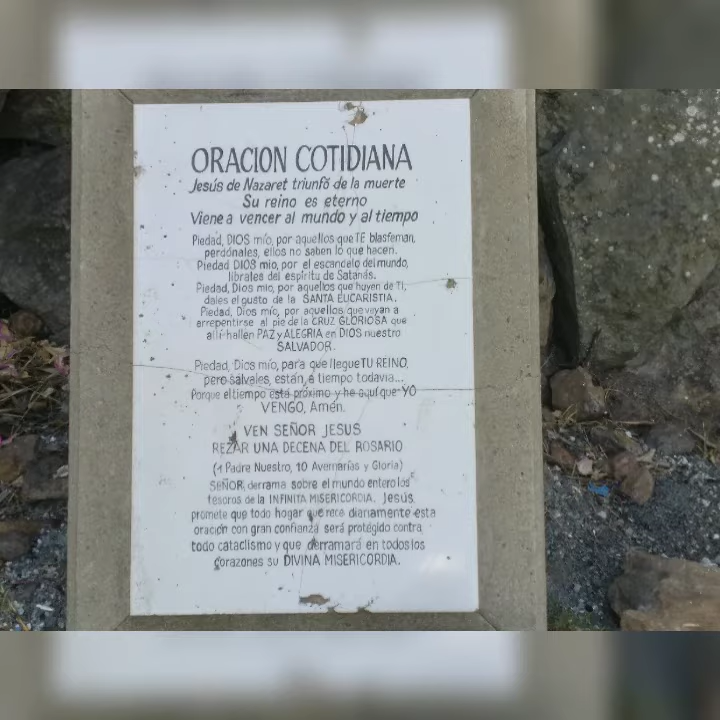 ORACION COTIDIANA
Jesús de Nazaret triunfó de la muerte
Su reino es eterno
Viene a vencer al mundo y al tiempo
Piedad, DIOS mío, por aquellos que TE blasfeman,
perdónales, ellos no saben lo que hacen.
Piedad DIOS mio, por el escandelo del mundo,
librales del espíritu de Satanás.
Piedad, Dios mio, por aquellos que huyen de TI,
dales el gusto de la SANTA EUCARISTIA.
Piedad, Dios mio, por aquellos que vayan a
arrepentirse al pie de la CRUZ GLORIOSA que
allí hallen PAZ y ALEGRIA en DIOS nuestro
SALVADOR.
Piedad, Dios mio, para que llegue TU REINO,
pero sálvales, están, a tiempo todavia...
Porque el tiempo está próximo y he aquí que YO
VENGO, Amén.
VEN SEÑOR JESUS
REZAR UNA DECENA DEL ROSARIO
(1 Padre Nuestro, 10 Avemarías y Gloria)
SEÑOR, derrama sobre el mundo entero los
tesoros de la INFINITA MISERICORDIA. Jesús
promete que todo hogar que rece diariamente esta
oración con gran confianza será protegido contra
todo cataclismo y que derramará en todos los
corazones su DIVINA MISERICORDIA.